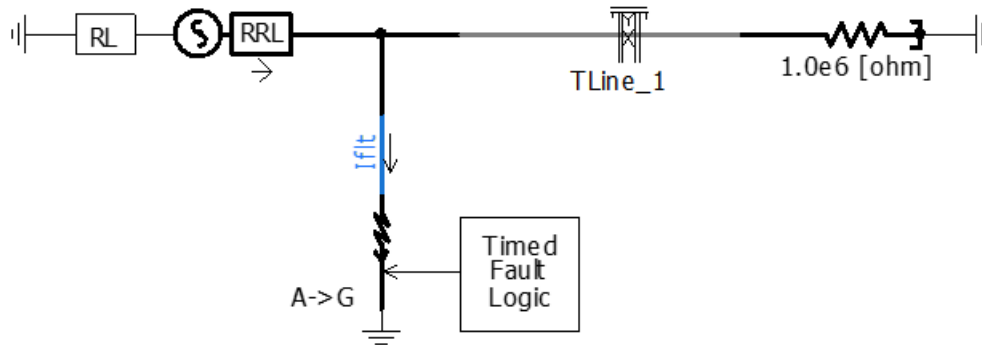 RL
RRL
TLine_1
1.0e6 [ohm]
Iflt
Timed
Fault
Logic
A->G